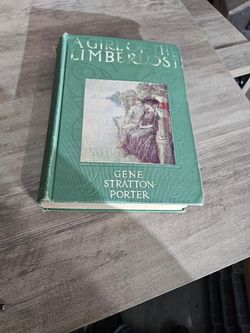 A GIRL OF THE
LIMBERLOST
GENE
STRATTON-
PORTER